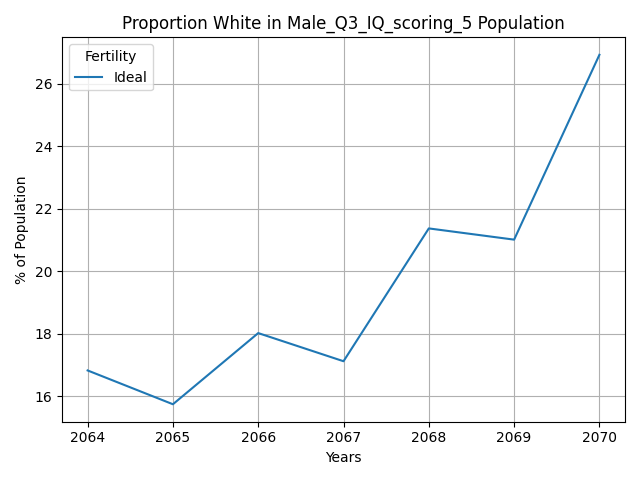 Proportion White in Male_Q3_IQ_scoring_5 Population
Fertility
Ideal
% of Population
26
24
22
20
18
16
2064 2065 2066 2067 2068 2069 2070
Years